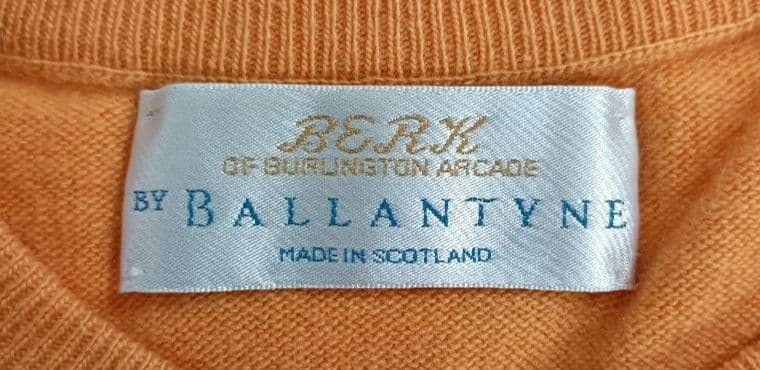 BERK
OF BURLINGTON ARCADE
BY BALLANTYNE
MADE IN SCOTLAND